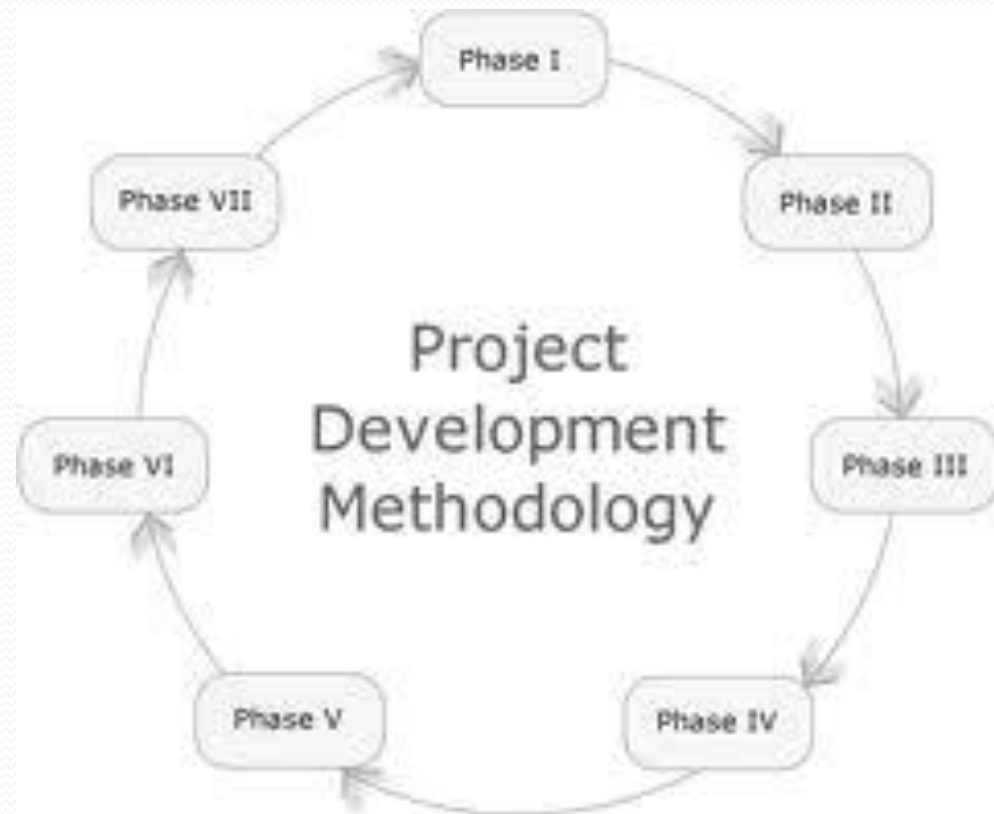 Phase I
Phase II
Phase III
Phase IV
Phase V
Phase VI
Phase VII
Project
Development
Methodology